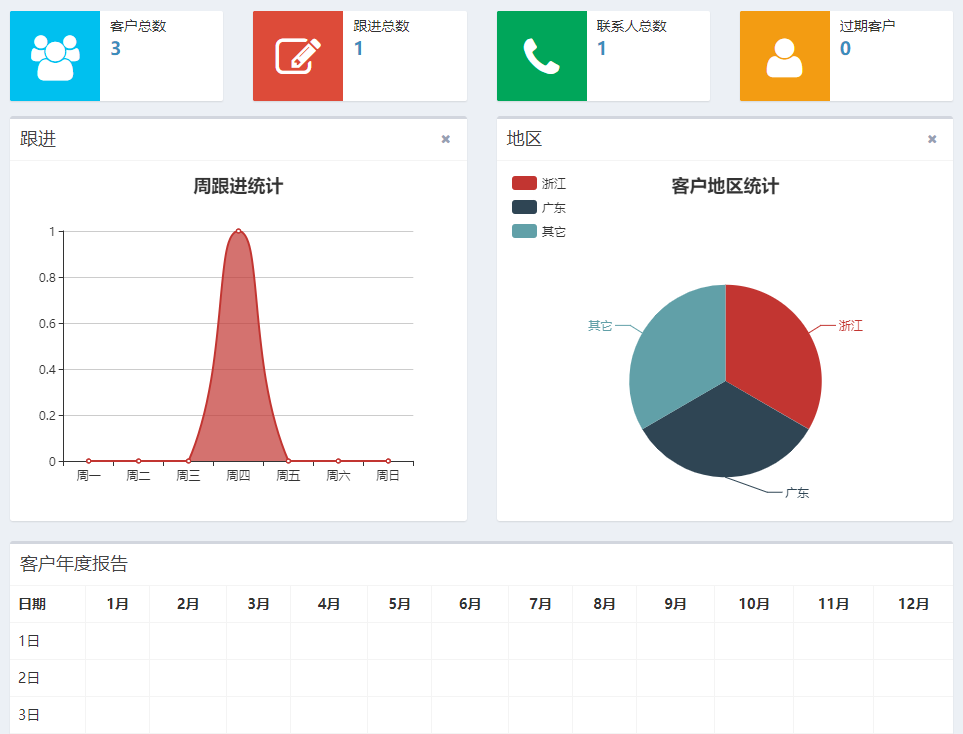 客户总数
3
跟进总数
1
联系人总数
1
过期客户
0
跟进
周跟进统计
1
0.8
0.6
0.4
0.2
0
周一 周二 周三 周四 周五 周六 周日
地区
客户地区统计
浙江
广东
其它
其它
浙江
广东
客户年度报告
日期 1月 2月 3月 4月 5月 6月 7月 8月 9月 10月 11月 12月
1日
2日
3日